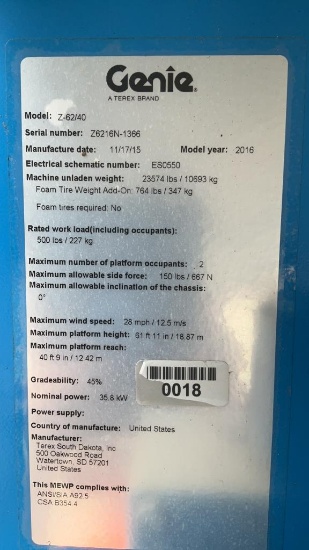 Genie
A TEREX BRAND
Model: Z-62/40
Serial number: Z6216N-1366
Manufacture date: 11/17/15 Model year: 2016
Electrical schematic number: ES0550
Machine unladen weight: 23574 lbs / 10693 kg
Foam Tire Weight Add-On: 764 lbs / 347 kg
Foam tires required: No
Rated work load(including occupants):
500 lbs / 227 kg
Maximum number of platform occupants: 2
Maximum allowable side force: 150 lbs / 667 N
Maximum allowable inclination of the chassis:
0°
Maximum wind speed: 28 mph / 12.5 m/s
Maximum platform height: 61 ft 11 in / 18.87 m
Maximum platform reach:
40 ft 9 in / 12.42 m
Gradeability: 45%
Nominal power: 35.8 kW
0018
Power supply:
Country of manufacture: United States
Manufacturer:
Terex South Dakota, Inc
500 Oakwood Road
Watertown, SD 57201
United States
This MEWP complies with:
ANSI/SIA A92.5
CSA B354.4